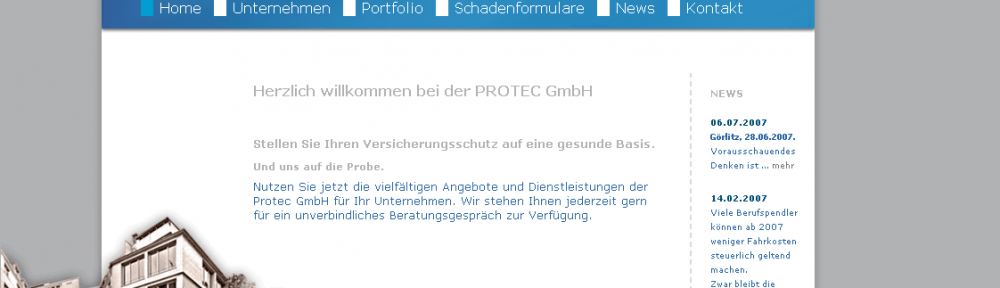 Home Unternehmen Portfolio Schadenformulare News Kontakt
Herzlich willkommen bei der PROTEC GmbH
Stellen Sie Ihren Versicherungsschutz auf eine gesunde Basis.
Und uns auf die Probe.
Nutzen Sie jetzt die vielfältigen Angebote und Dienstleistungen der
Protec GmbH für Ihr Unternehmen. Wir stehen Ihnen jederzeit gern
für ein unverbindliches Beratungsgespräch zur Verfügung.
NEWS
06.07.2007
Görlitz, 28.06.2007.
Vorausschauendes
Denken ist ... mehr
14.02.2007
Viele Berufspendler
können ab 2007
weniger Fahrkosten
steuerlich geltend
machen.
Zwar bleibt die